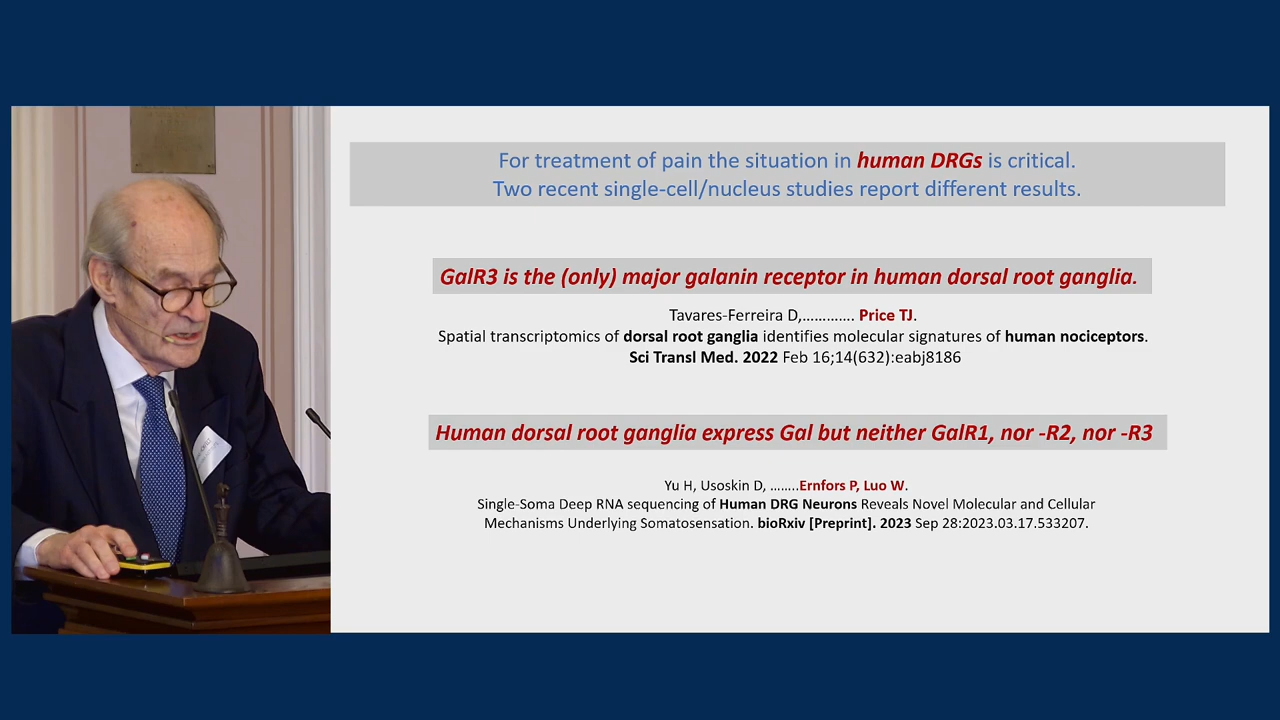 For treatment of pain the situation in human DRGs is critical.
Two recent single-cell/nucleus studies report different results.
GalR3 is the (only) major galanin receptor in human dorsal root ganglia.
Tavares-Ferreira D,............. Price TJ.
Spatial transcriptomics of dorsal root ganglia identifies molecular signatures of human nociceptors.
Sci Transl Med. 2022 Feb 16;14(632):eabj8186
Human dorsal root ganglia express Gal but neither GalR1, nor -R2, nor -R3
Yu H, Usoskin D, ........Ernfors P, Luo W.
Single-Soma Deep RNA sequencing of Human DRG Neurons Reveals Novel Molecular and Cellular
Mechanisms Underlying Somatosensation. bioRxiv [Preprint]. 2023 Sep 28:2023.03.17.533207.